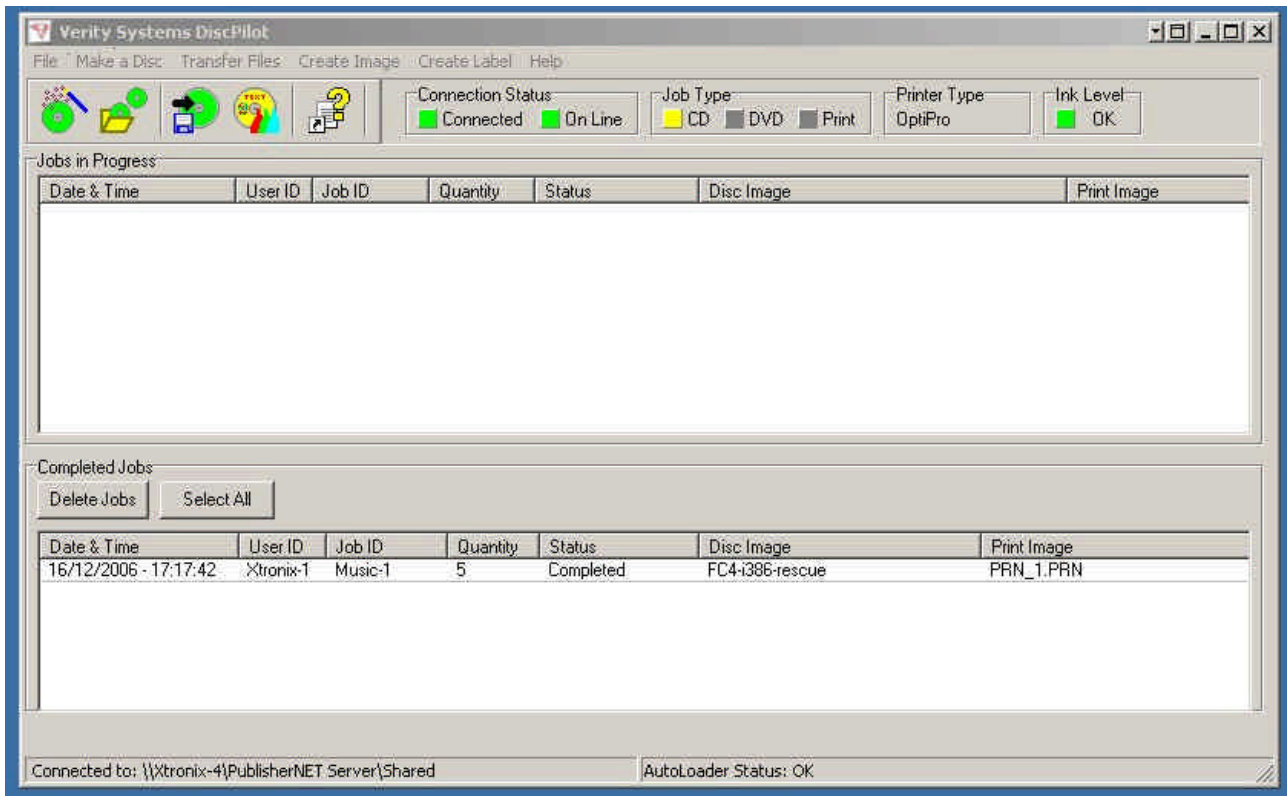 Verity Systems DiscPilot
File Make a Disc Transfer Files Create Image Create Label Help
TEXT
Connection Status Job Type Printer Type Ink Level
Connected On Line CD DVD Print OptiPro OK
Jobs in Progress
Date & Time User ID Job ID Quantity Status Disc Image Print Image
Completed Jobs
Delete Jobs Select All
Date & Time User ID Job ID Quantity Status Disc Image Print Image
16/12/2006 - 17:17:42 Xtronix-1 Music-1 5 Completed FC4-i386-rescue PRN_1.PRN
Connected to: \\Xtronix-4\PublisherNET Server\Shared AutoLoader Status: OK